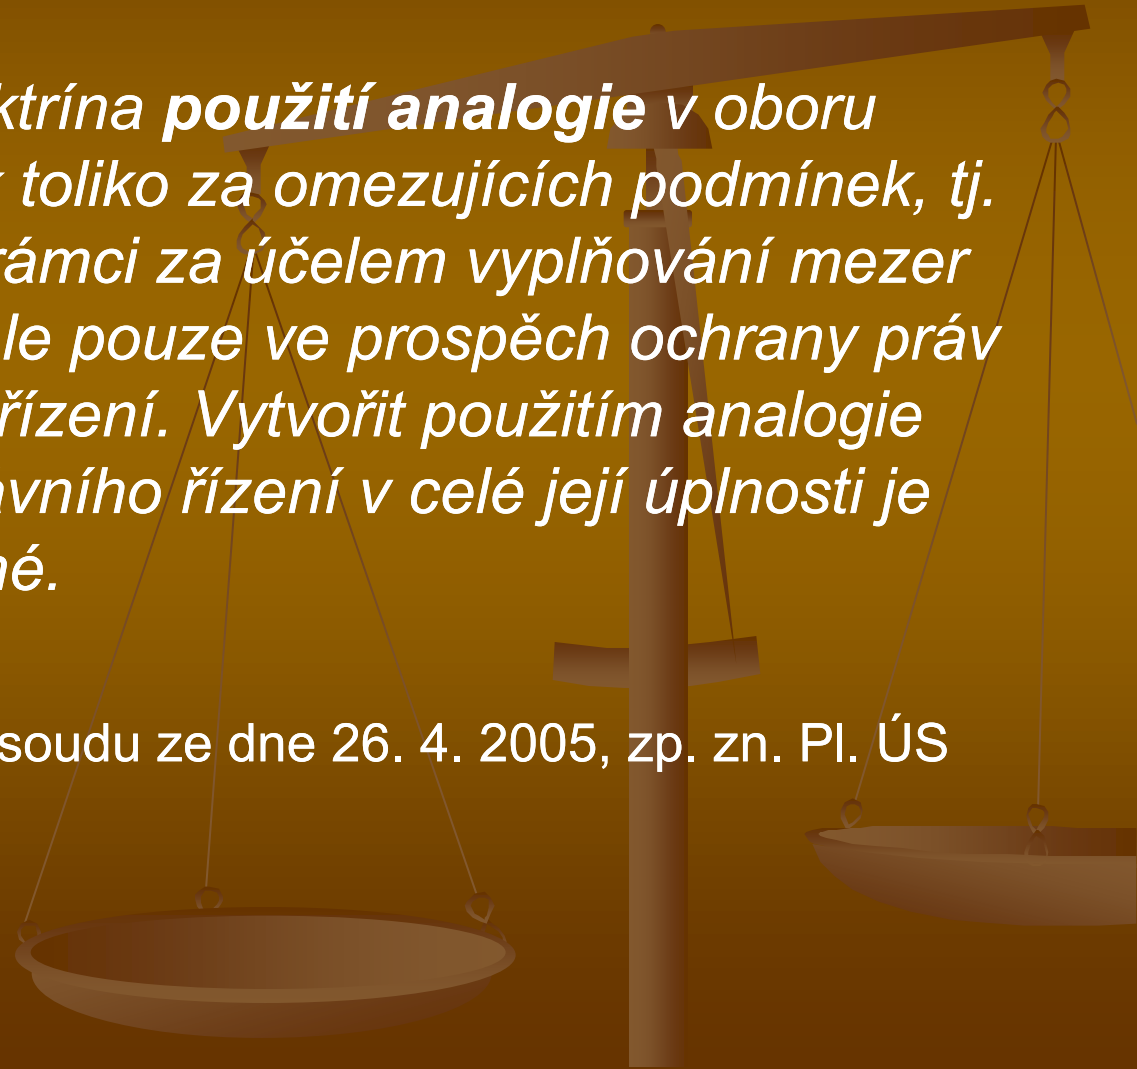 ktrína použití analogie v oboru
toliko za omezujících podmínek, tj.
rámci za účelem vyplňování mezer
le pouze ve prospěch ochrany práv
řízení. Vytvořit použitím analogie
vního řízení v celé její úplnosti je
né.
soudu ze dne 26. 4. 2005, zp. zn. Pl. ÚS